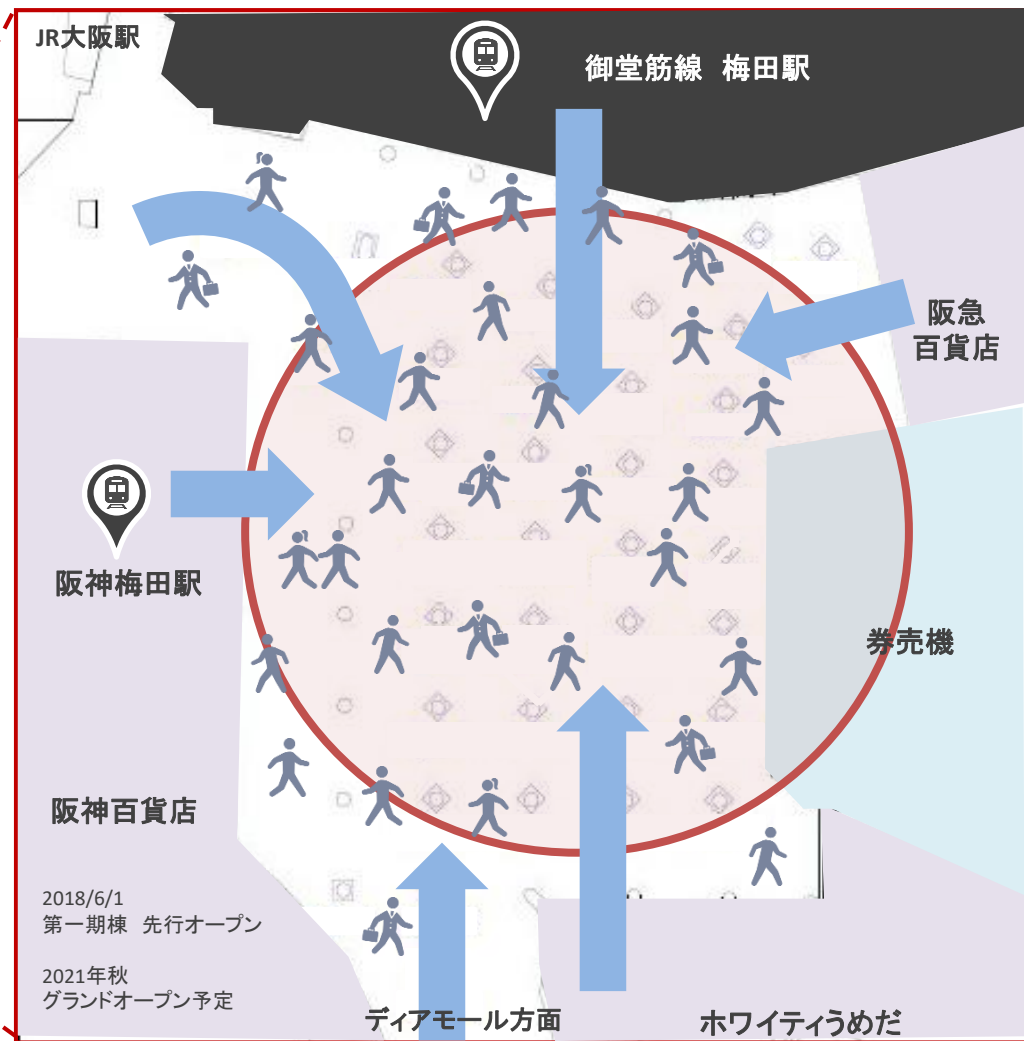 JR大阪駅
御堂筋線 梅田駅
阪急
百貨店
阪神梅田駅
券売機
阪神百貨店
2018/6/1
第一期棟 先行オープン
2021年秋
グランドオープン予定
ディアモール方面
ホワイティうめだ